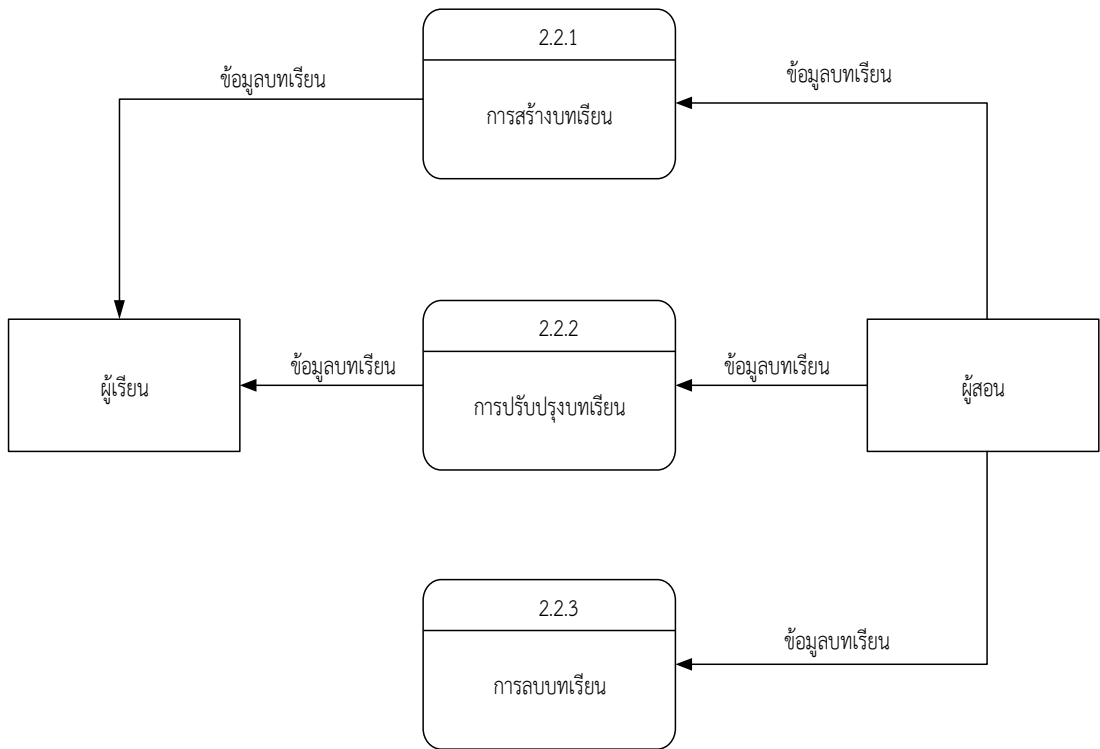 2.2.1
ข้อมูลบทเรียน
ข้อมูลบทเรียน
การสร้างบทเรียน
2.2.2
ข้อมูลบทเรียน
ข้อมูลบทเรียน
ผู้เรียน
การปรับปรุงบทเรียน
ผู้สอน
2.2.3
ข้อมูลบทเรียน
การลบบทเรียน